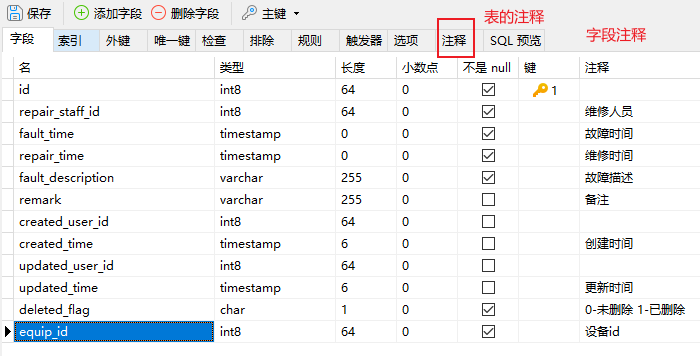 保存 添加字段 删除字段 主键
表的注释
字段注释
字段 索引 外键 唯一键 检查 排除 规则 触发器 选项 注释 SQL 预览
名 类型 长度 小数点 不是 null 键 注释
id int8 64 0 1
repair_staff_id int8 64 0 维修人员
fault_time timestamp 0 0 故障时间
repair_time timestamp 0 0 维修时间
fault_description varchar 255 0 故障描述
remark varchar 255 0 备注
created_user_id int8 64 0
created_time timestamp 6 0 创建时间
updated_user_id int8 64 0
updated_time timestamp 6 0 更新时间
deleted_flag char 1 0 0-未删除 1-已删除
equip_id int8 64 0 设备id